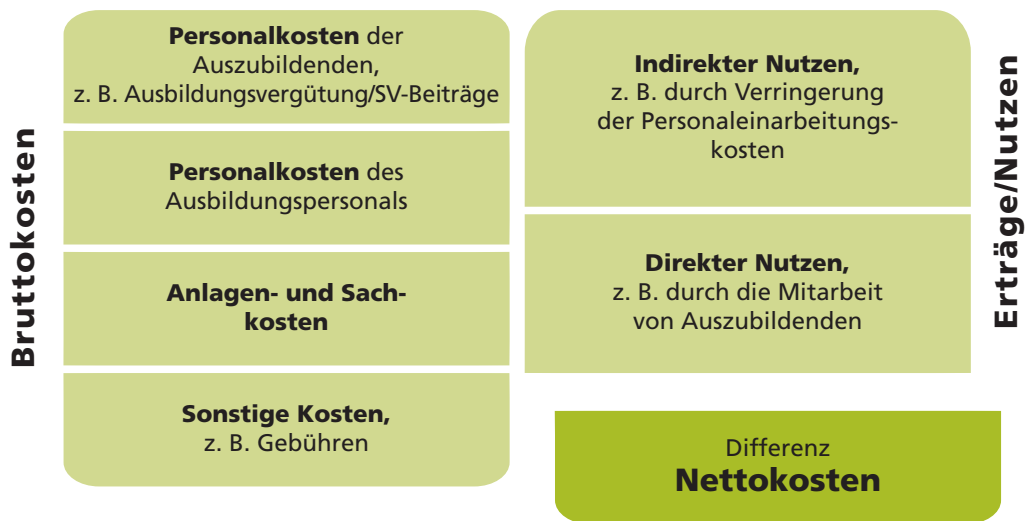 Bruttokosten
Personalkosten der
Auszubildenden,
z. B. Ausbildungsvergütung/SV-Beiträge
Personalkosten des
Ausbildungspersonals
Anlagen- und Sach-
kosten
Sonstige Kosten,
z. B. Gebühren
Indirekter Nutzen,
z. B. durch Verringerung
der Personaleinarbeitungs-
kosten
Direkter Nutzen,
z. B. durch die Mitarbeit
von Auszubildenden
Differenz
Nettokosten
Erträge/Nutzen